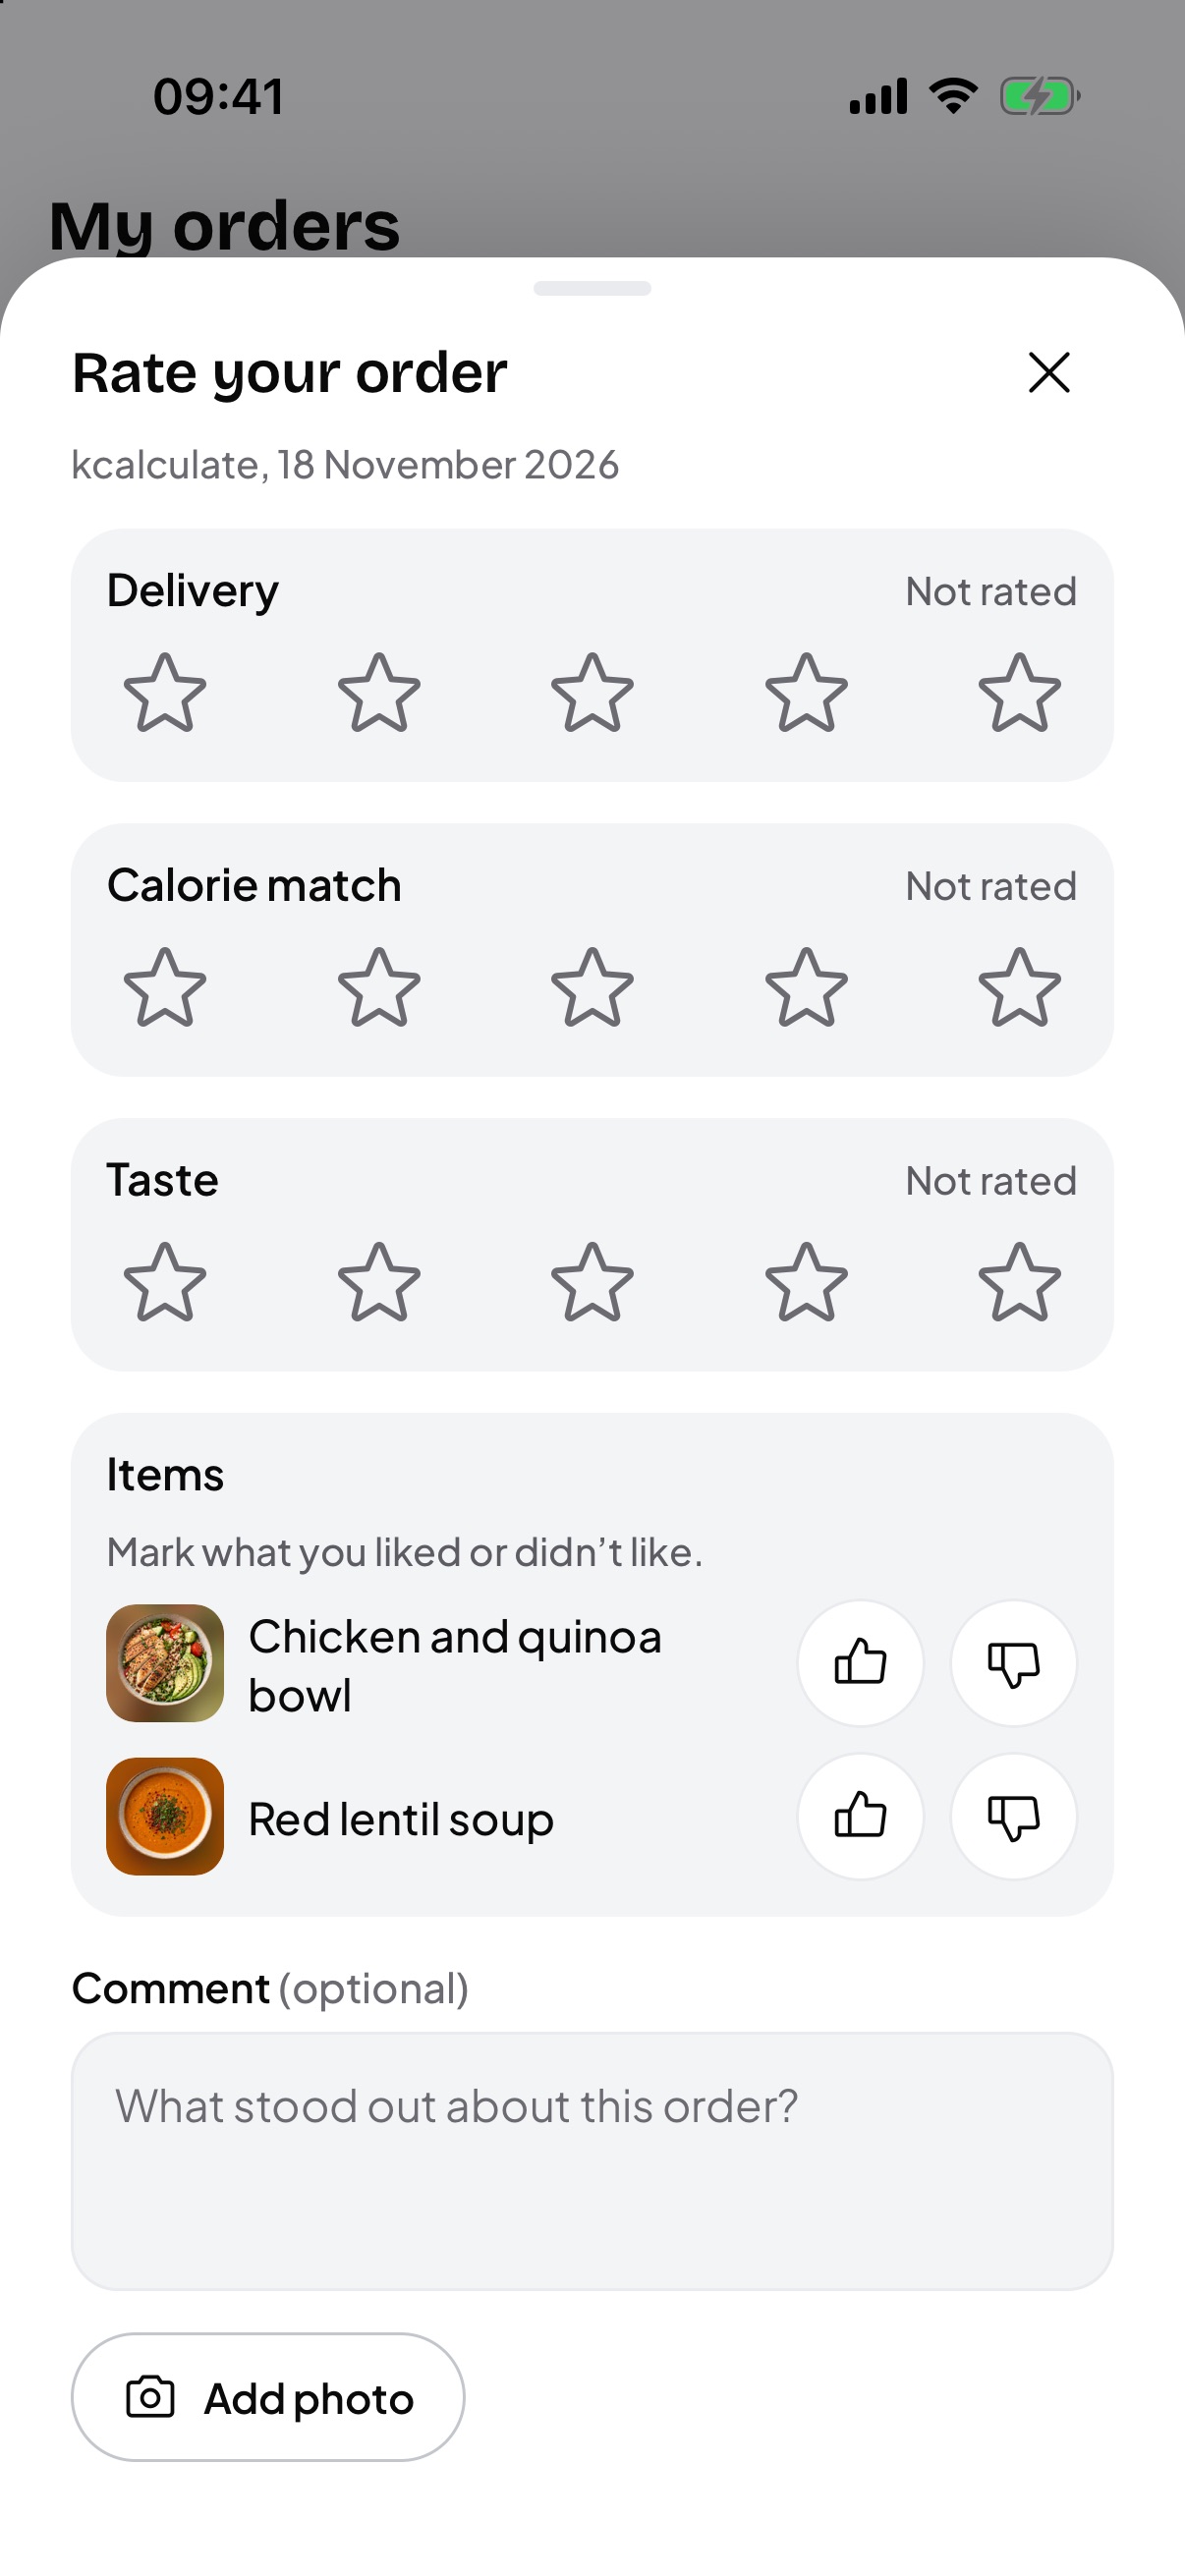 09:41
My orders
Rate your order
kcalculate, 18 November 2026
Delivery
Not rated
Calorie match
Not rated
Taste
Not rated
Items
Mark what you liked or didn’t like.
Chicken and quinoa
bowl
Red lentil soup
Comment (optional)
What stood out about this order?
Add photo